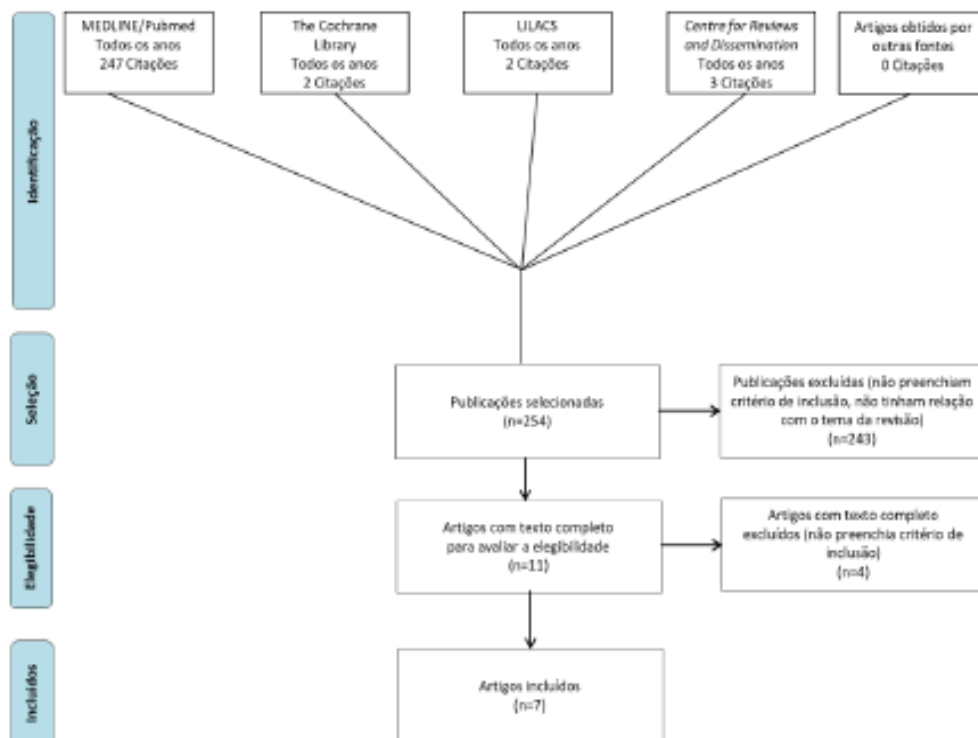 Identificação
MEDLINE/Pubmed
Todos os anos
247 Citações
The Cochrane
Library
Todos os anos
2 Citações
LILACS
Todos os anos
2 Citações
Centre for Reviews
and Dissemination
Todos os anos
3 Citações
Artigos obtidos por
outras fontes
0 Citações
Seleção
Publicações selecionadas
(n=254)
Publicações excluídas (não preenchiam
critério de inclusão, não tinham relação
com o tema da revisão)
(n=243)
Elegibilidade
Artigos com texto completo
para avaliar a elegibilidade
(n=11)
Artigos com texto completo
excluídos (não preenchia critério de
inclusão)
(n=4)
Incluídos
Artigos incluídos
(n=7)